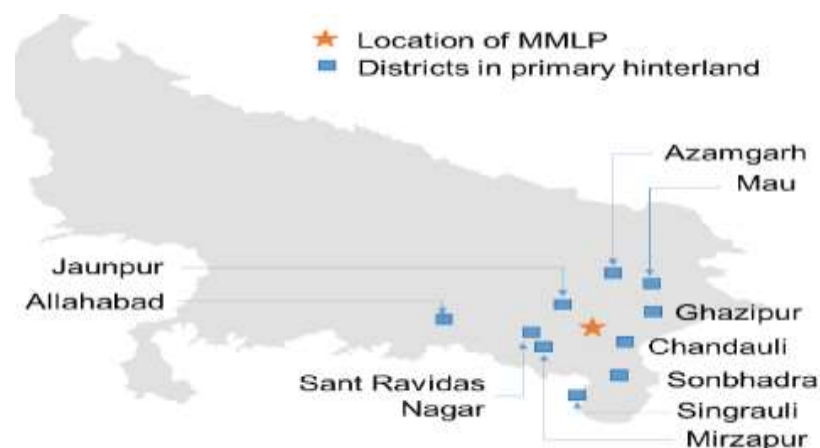 Location of MMLP
Districts in primary hinterland
Azamgarh
Mau
Jaunpur
Allahabad
Ghazipur
Chandauli
Sant Ravidas
Nagar
Sonbhadra
Singrauli
Mirzapur